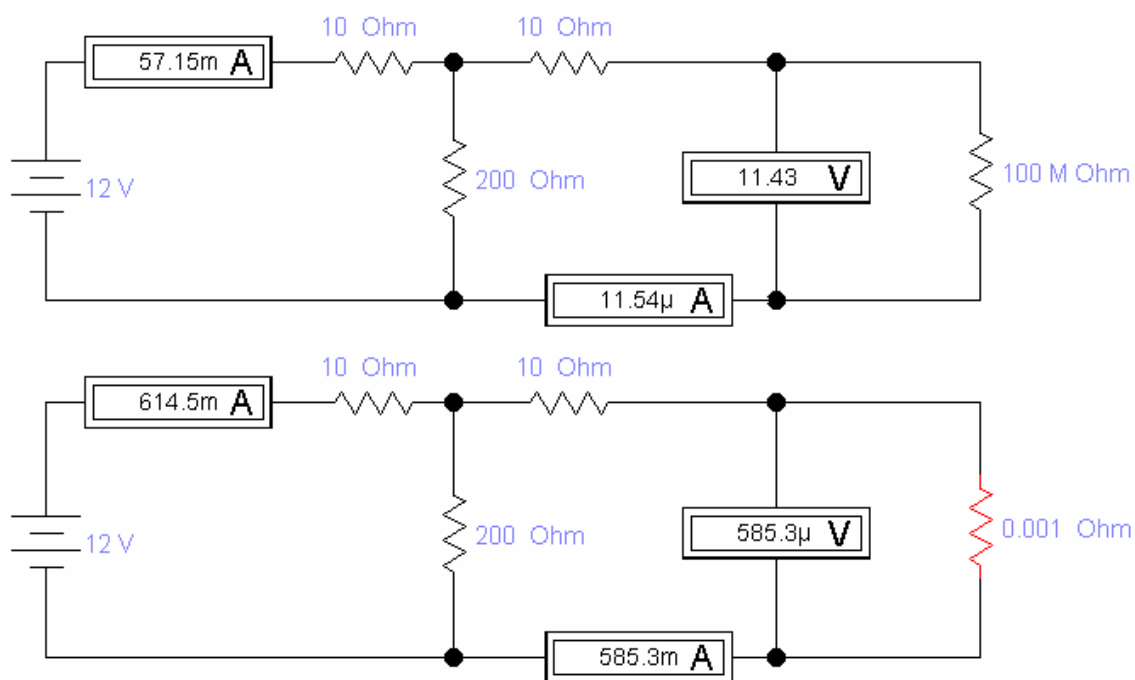 10 Ohm
10 Ohm
57.15m A
12 V
200 Ohm
11.43 V
100 M Ohm
11.54µ A
10 Ohm
10 Ohm
614.5m A
12 V
200 Ohm
585.3µ V
0.001 Ohm
585.3m A